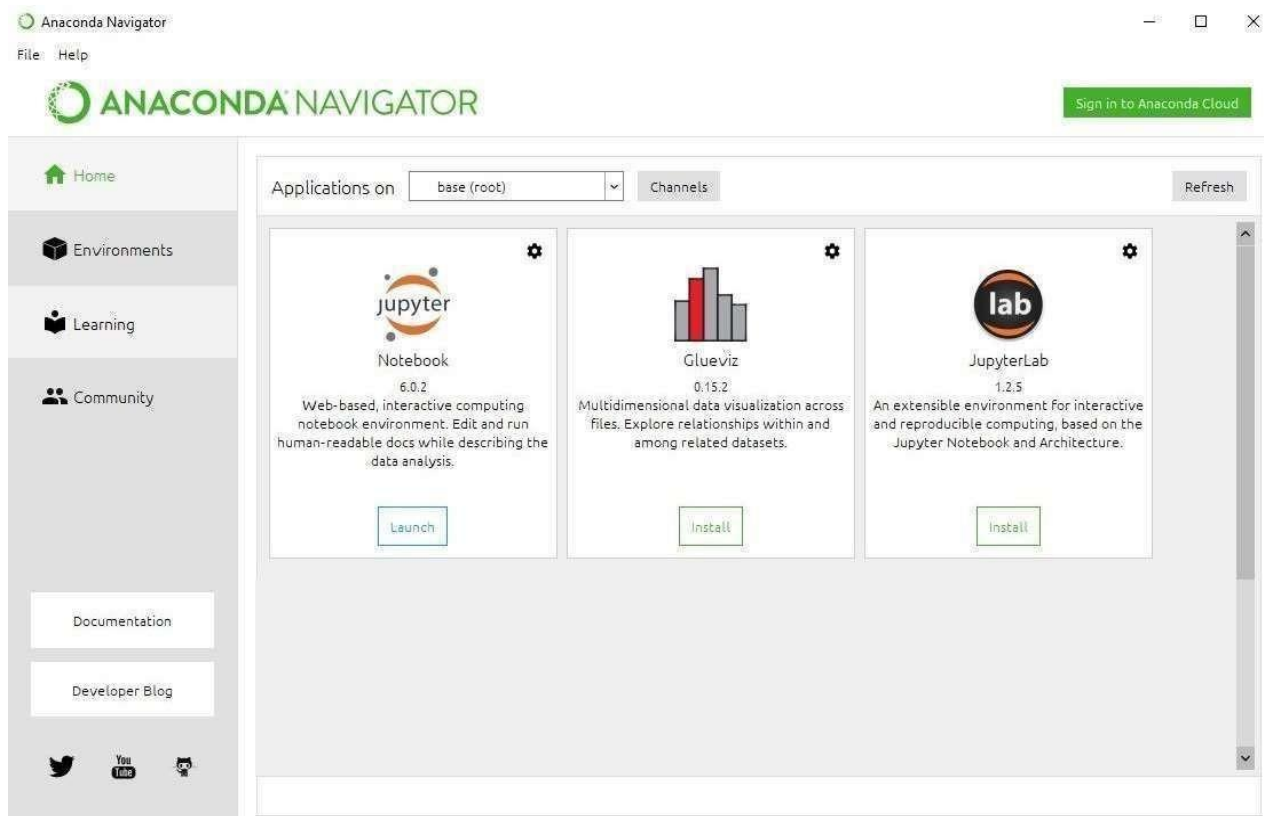 Anaconda Navigator
File Help
ANACONDA NAVIGATOR
Sign in to Anaconda Cloud
Home
Environments
Learning
Community
Documentation
Developer Blog
You
Tube
Applications on base (root) Channels Refresh
jupyter
Notebook
6.0.2
Web-based, interactive computing
notebook environment. Edit and run
human-readable docs while describing the
data analysis.
Launch
Glueviz
0.15.2
Multidimensional data visualization across
files. Explore relationships within and
among related datasets.
Install
lab
JupyterLab
1.2.5
An extensible environment for interactive
and reproducible computing, based on the
Jupyter Notebook and Architecture.
Install